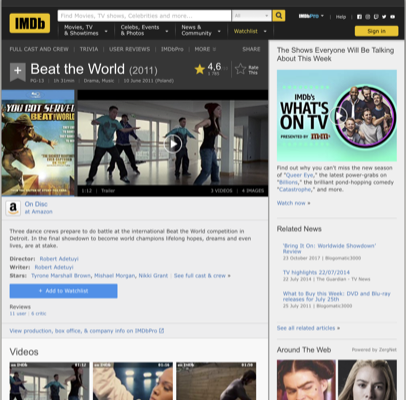 IMDb
Find Movies, TV shows, Celebrities and more...
All
IMDbPro
Help
Movies, TV
& Showtimes
Celebs, Events
& Photos
News &
Community
Watchlist
Sign in
FULL CAST AND CREW | TRIVIA | USER REVIEWS | IMDbPro | MORE
SHARE
Beat the World (2011)
PG-13 | 1h 31min | Drama, Music | 10 June 2011 (Poland)
4,6
Rate
This
YOU GOT SERVED
BEAT THE WORLD
1:12 | Trailer
3 VIDEOS | 4 IMAGES
On Disc
at Amazon
Three dance crews prepare to do battle at the international Beat the World competition in
Detroit. In the final showdown to become world champions lifelong hopes, dreams and even
lives, are at stake.
Director: Robert Adetuyi
Writer: Robert Adetuyi
Stars: Tyrone Marshall Brown, Mishael Morgan, Nikki Grant | See full cast & crew »
+ Add to Watchlist
Reviews
11 user · 6 critic
View production, box office, & company info on IMDbPro
Videos
The Shows Everyone Will Be Talking
About This Week
IMDb's
WHAT'S
ON TV
PRESENTED BY m&m's
Find out why you can't miss the new season
of "Queer Eye," the latest power-grabs on
"Billions," the brilliant pond-hopping comedy
"Catastrophe," and more.
Watch now »
Related News
'Bring It On: Worldwide Showdown'
Review
23 October 2017 | Blogomatic3000
TV highlights 22/07/2014
23 July 2014 | The Guardian - TV News
What to Buy this Week: DVD and Blu-ray
releases for July 25th
25 July 2011 | Blogomatic3000
See all related articles »
Around The Web
Powered by ZergNet